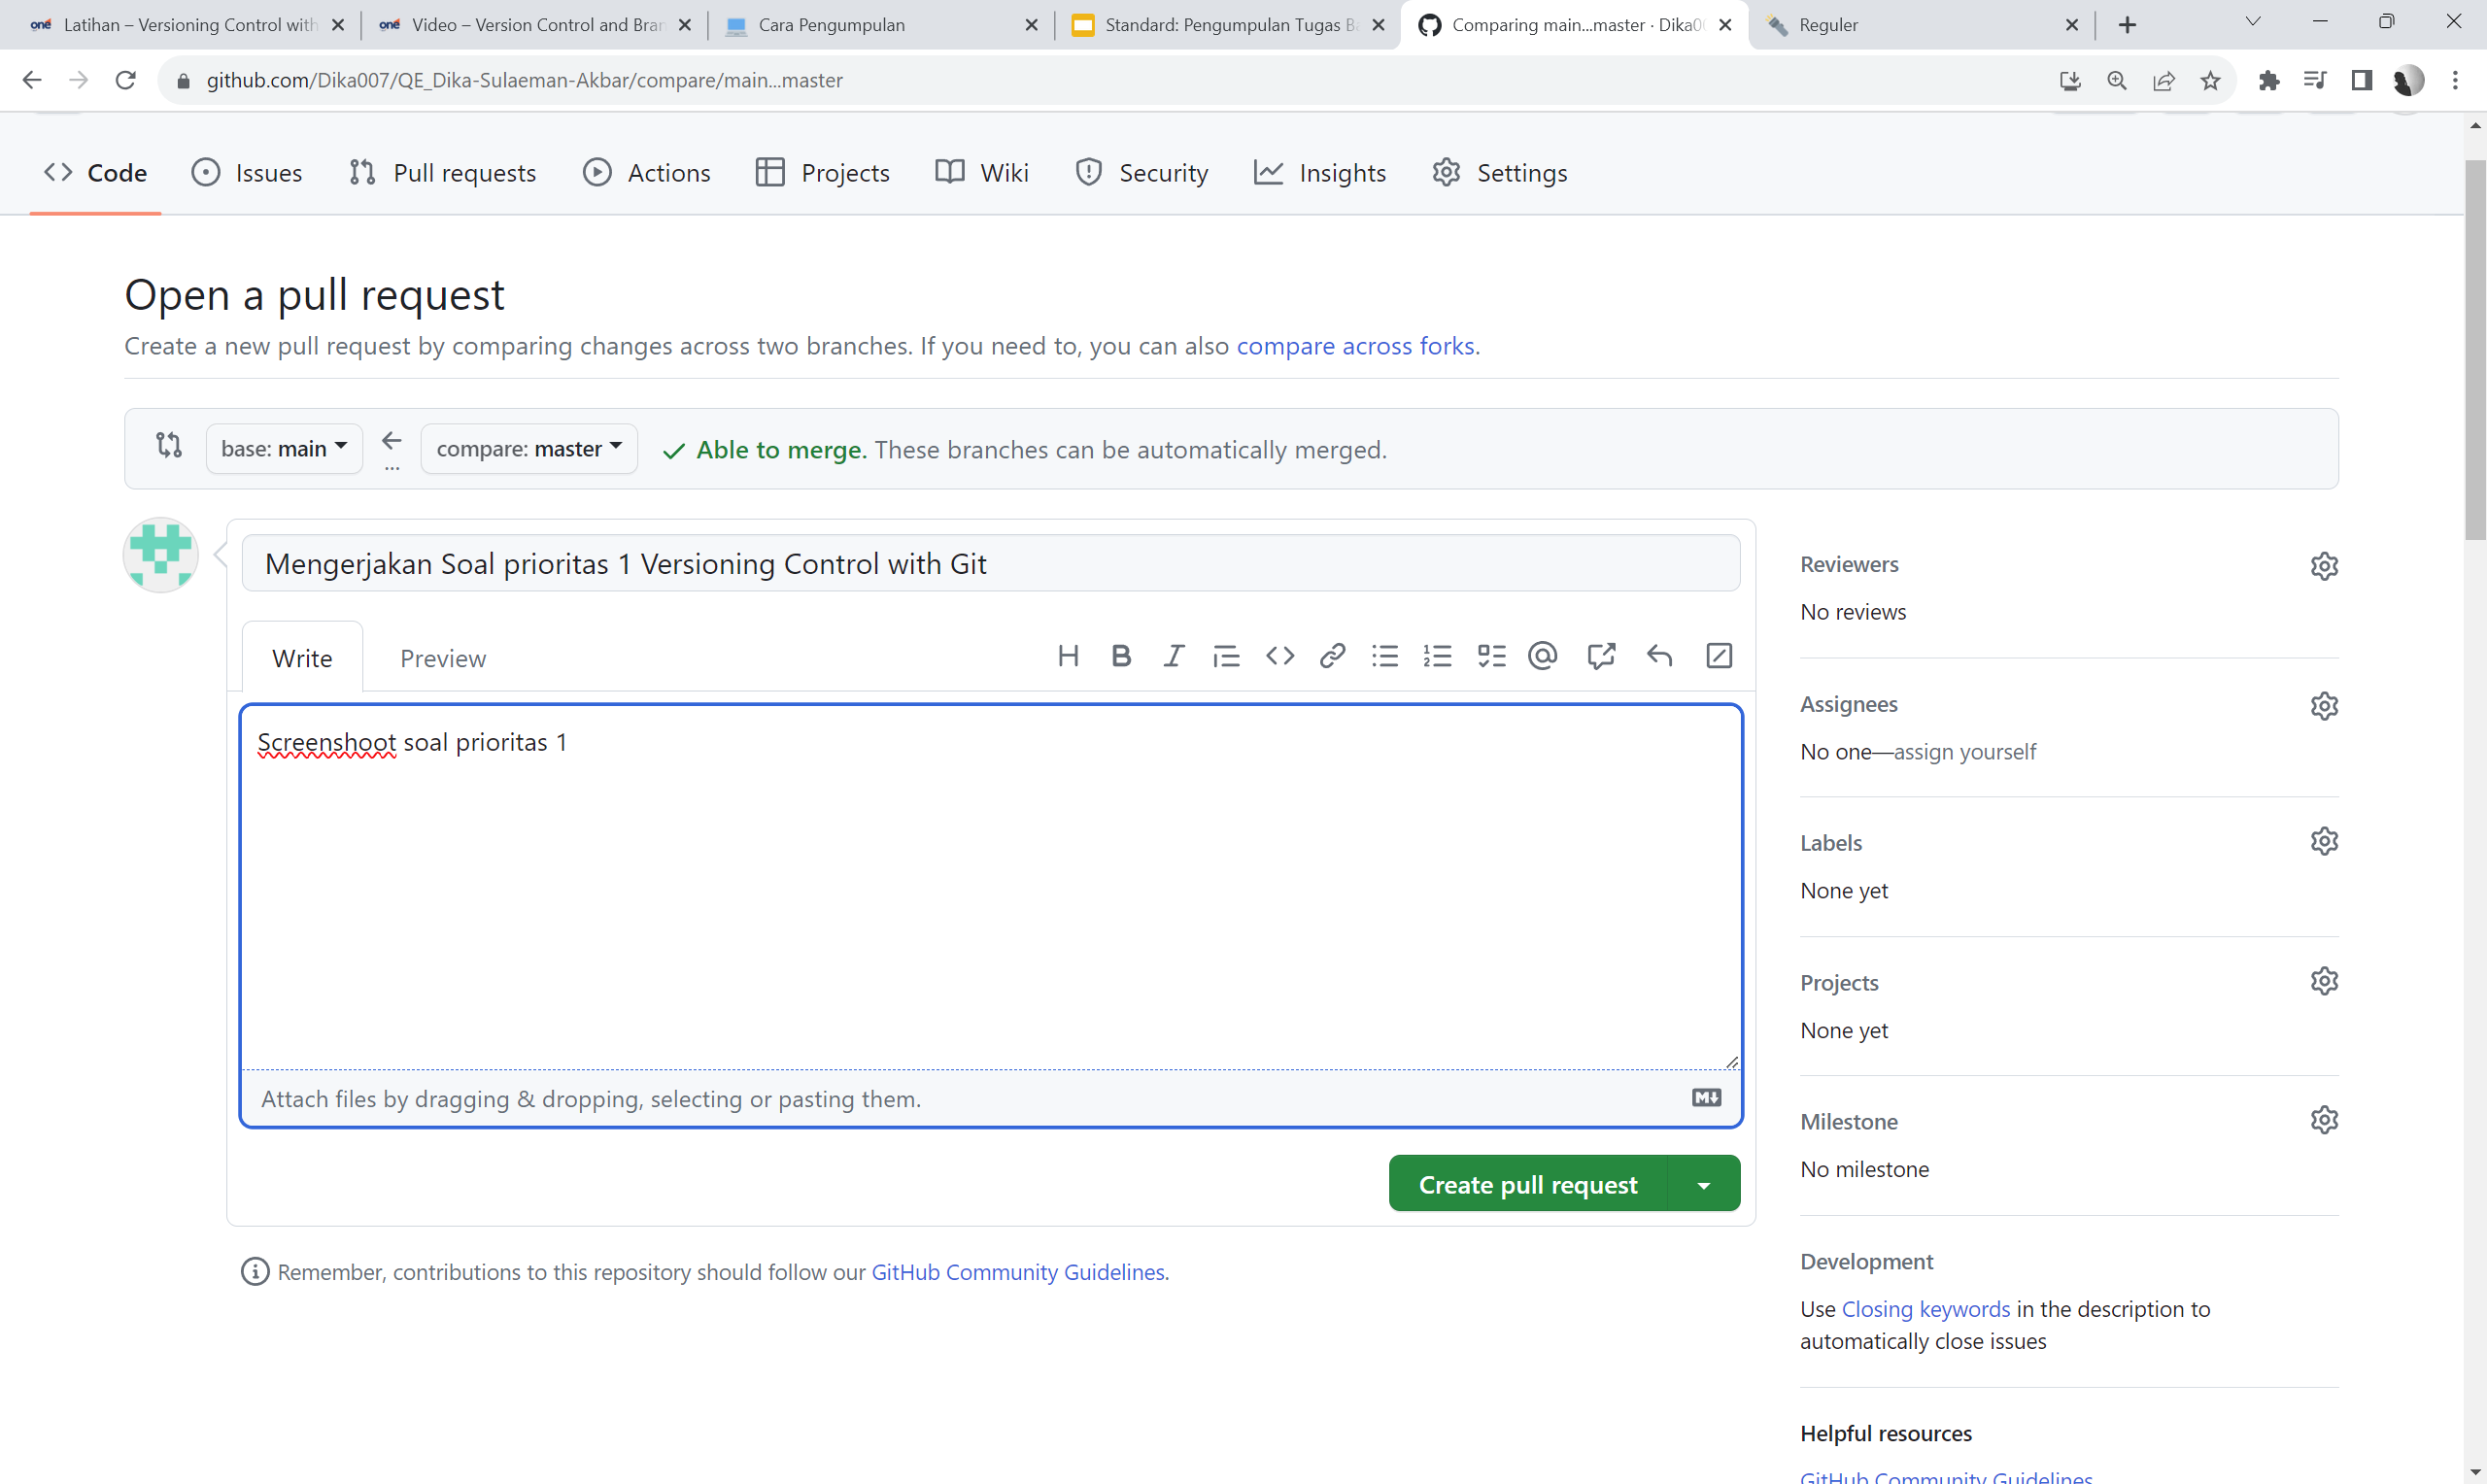 Latihan – Versioning Control with
Video – Version Control and Bran
Cara Pengumpulan
Standard: Pengumpulan Tugas Ba
Comparing main...master · Dika00
Reguler
github.com/Dika007/QE_Dika-Sulaeman-Akbar/compare/main...master
Code Issues Pull requests Actions Projects Wiki Security Insights Settings
Open a pull request
Create a new pull request by comparing changes across two branches. If you need to, you can also compare across forks.
base: main ... compare: master Able to merge. These branches can be automatically merged.
Mengerjakan Soal prioritas 1 Versioning Control with Git
Write Preview
Screenshoot soal prioritas 1
Attach files by dragging & dropping, selecting or pasting them.
Create pull request
Remember, contributions to this repository should follow our GitHub Community Guidelines.
Reviewers
No reviews
Assignees
No one—assign yourself
Labels
None yet
Projects
None yet
Milestone
No milestone
Development
Use Closing keywords in the description to
automatically close issues
Helpful resources
GitHub Community Guidelines